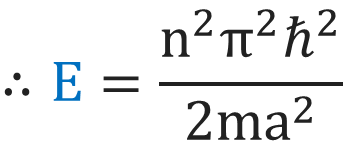 ∴ E = n²π²ℏ² / 2ma²